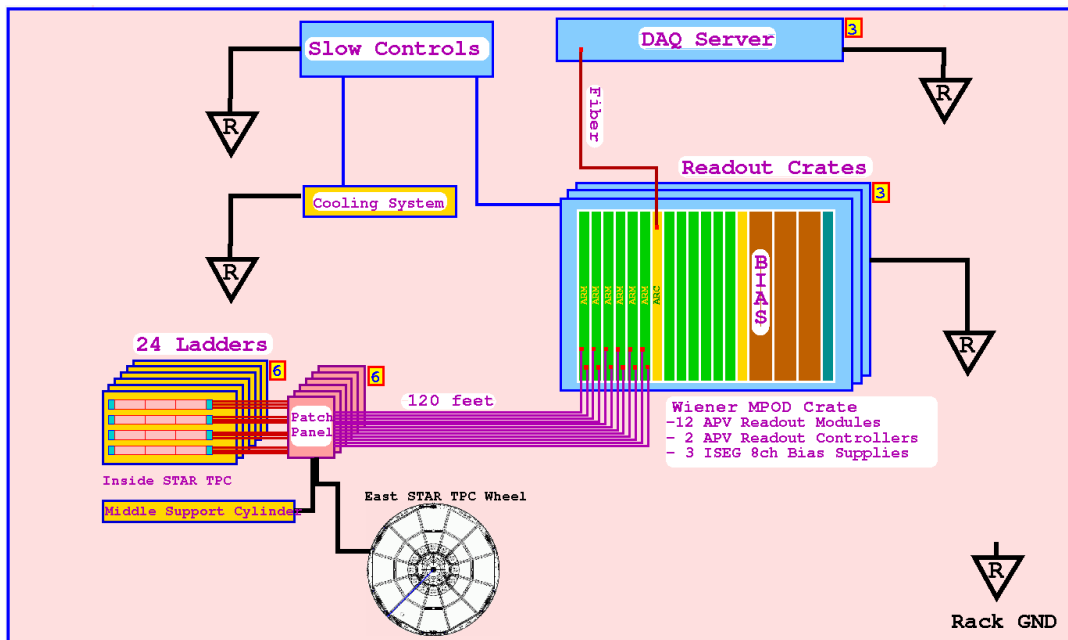 Slow Controls
DAQ Server
3
R
R
Fiber
Readout Crates
3
Cooling System
R
ARM
ARM
ARM
ARM
ARM
ARM
ARC
BIAS
R
24 Ladders
6
6
Patch
Panel
120 feet
Wiener MPOD Crate
-12 APV Readout Modules
- 2 APV Readout Controllers
- 3 ISEG 8ch Bias Supplies
Inside STAR TPC
Middle Support Cylinder
East STAR TPC Wheel
R
Rack GND